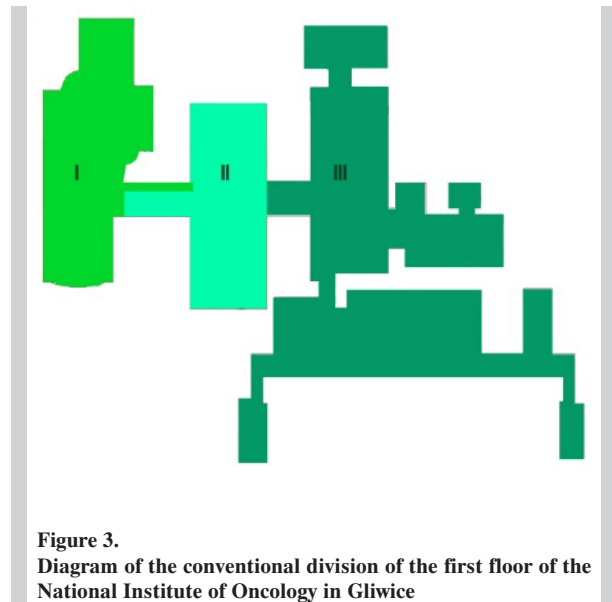 I II III
Figure 3.
Diagram of the conventional division of the first floor of the
National Institute of Oncology in Gliwice